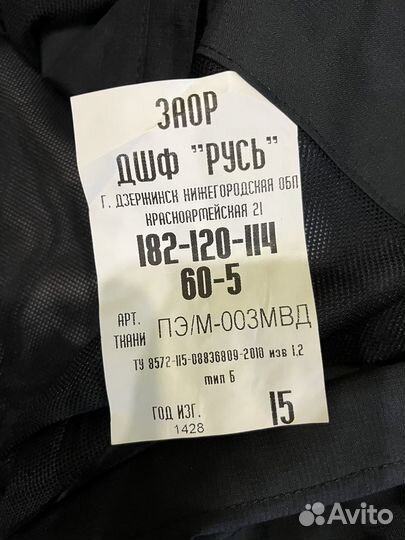 ЗАОР
ДШФ "РУСЬ"
Г. ДЗЕРЖИНСК НИЖЕГОРОДСКАЯ ОБЛ
КРАСНОАРМЕЙСКАЯ 21
182-120-114
60-5
АРТ. ТКАНИ ПЭ/М-003МВД
ТУ 8572-115-08836809-2010 изв 1,2
тип Б
ГОД ИЗГ. 15
1428
Avito